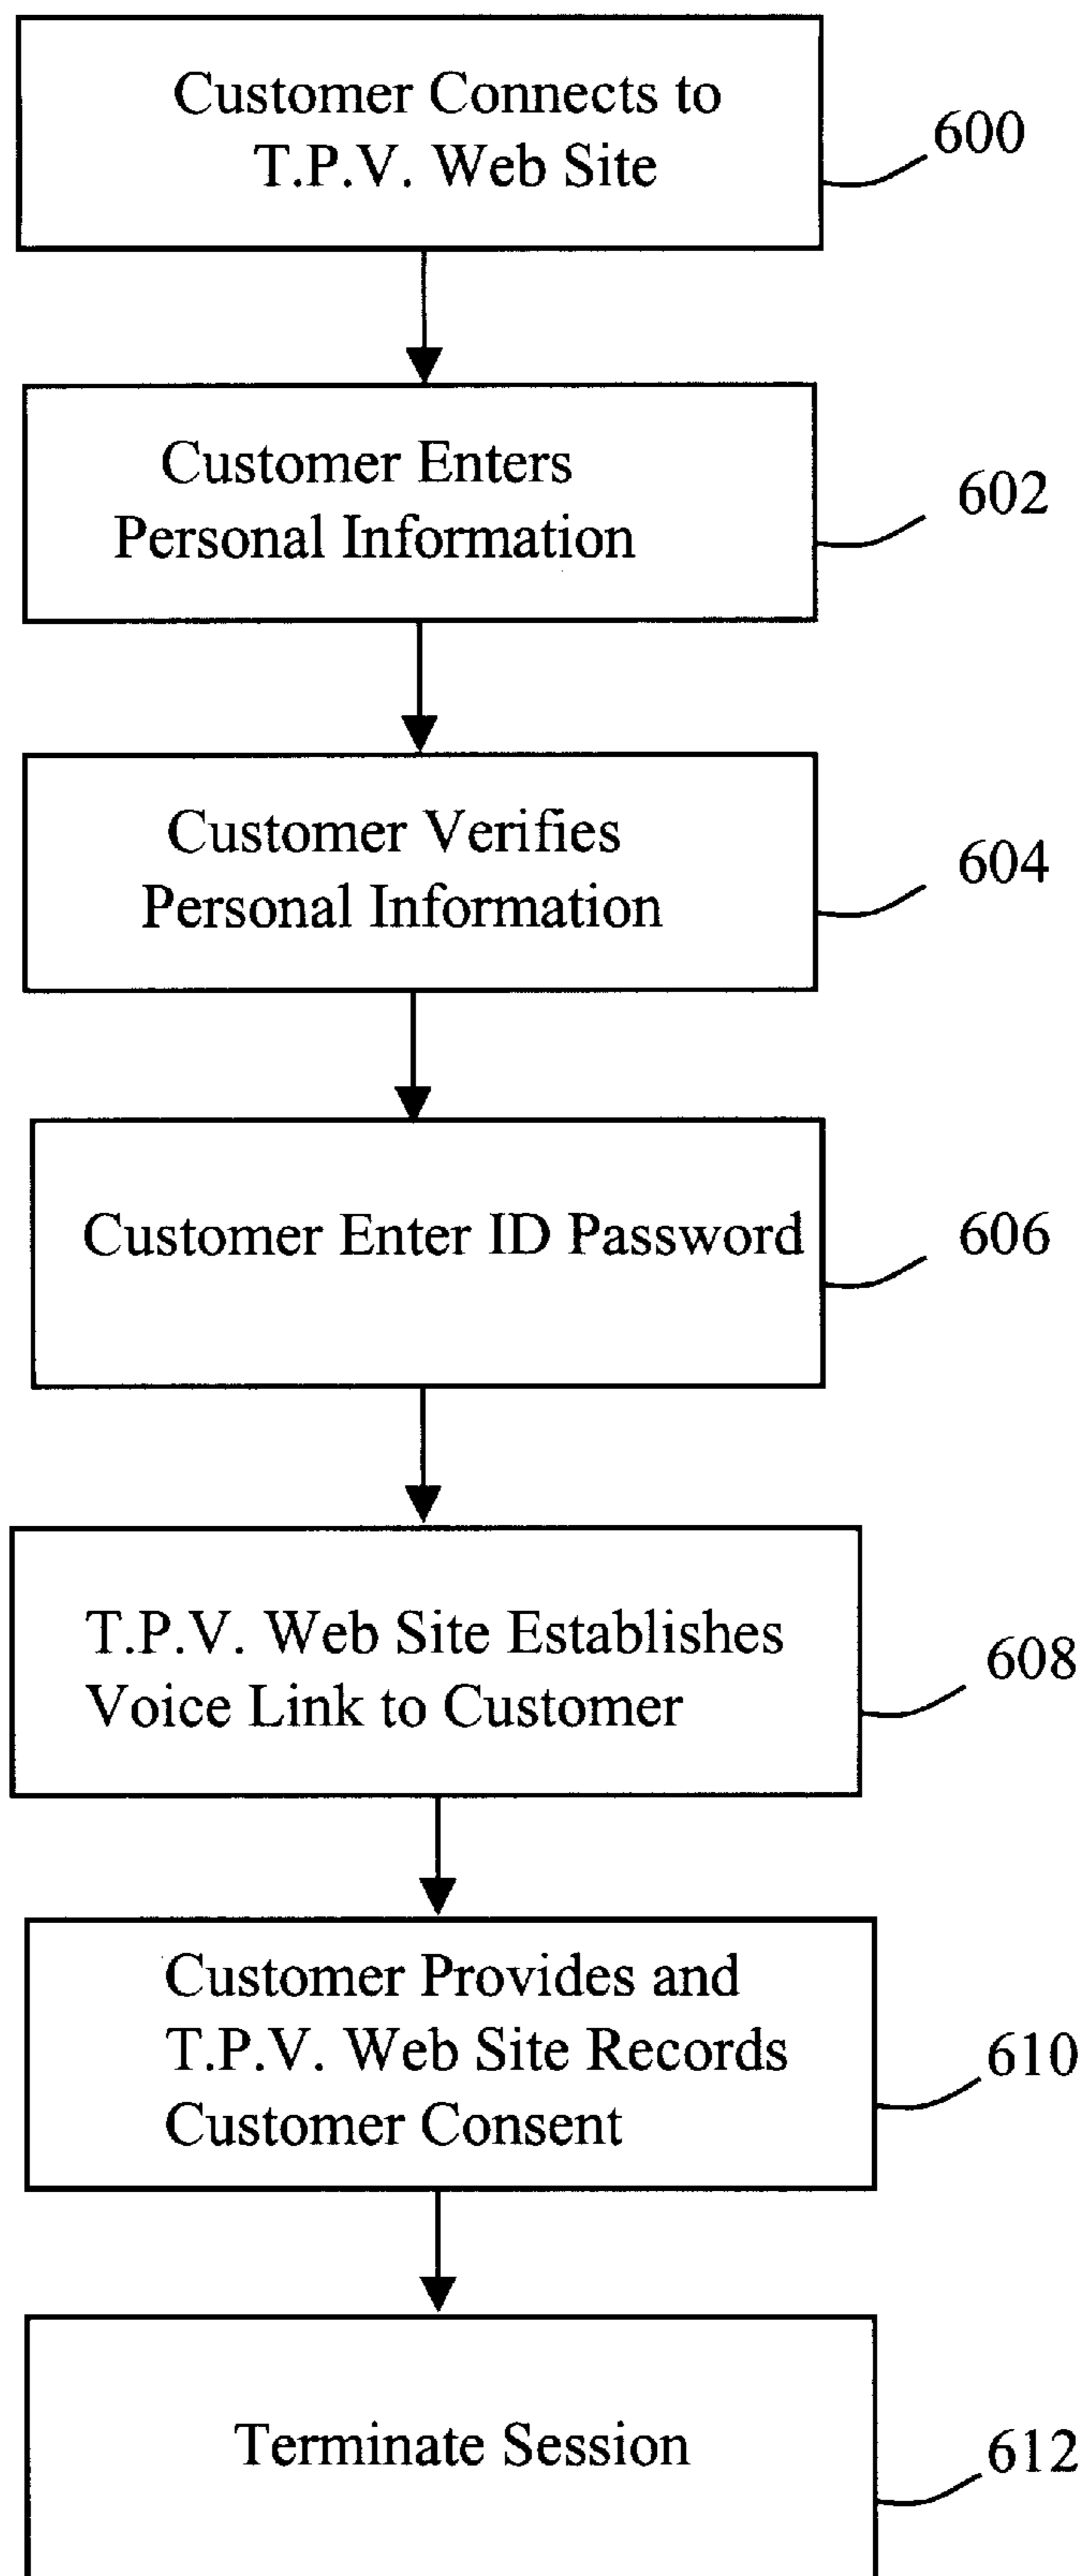 Customer Connects to
T.P.V. Web Site
600
Customer Enters
Personal Information
602
Customer Verifies
Personal Information
604
Customer Enter ID Password
606
T.P.V. Web Site Establishes
Voice Link to Customer
608
Customer Provides and
T.P.V. Web Site Records
Customer Consent
610
Terminate Session
612